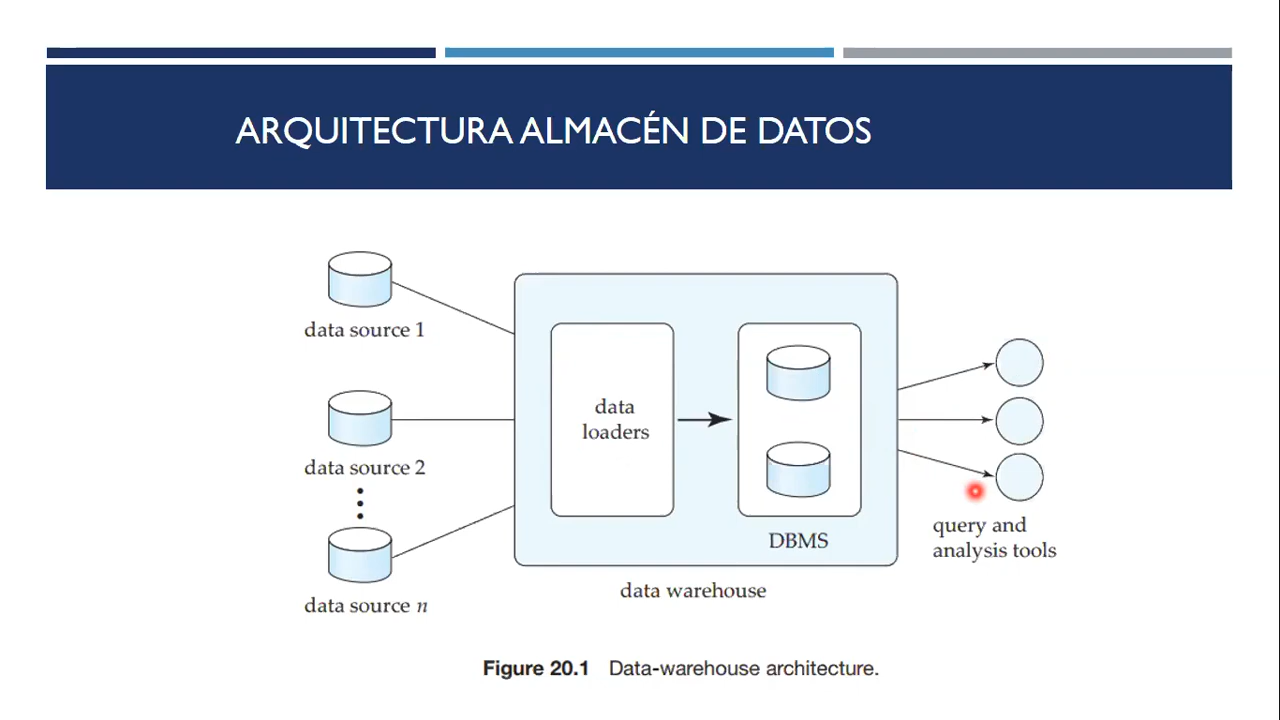 ARQUITECTURA ALMACÉN DE DATOS
data source 1
data source 2
data source n
data
loaders
DBMS
data warehouse
query and
analysis tools
Figure 20.1 Data-warehouse architecture.